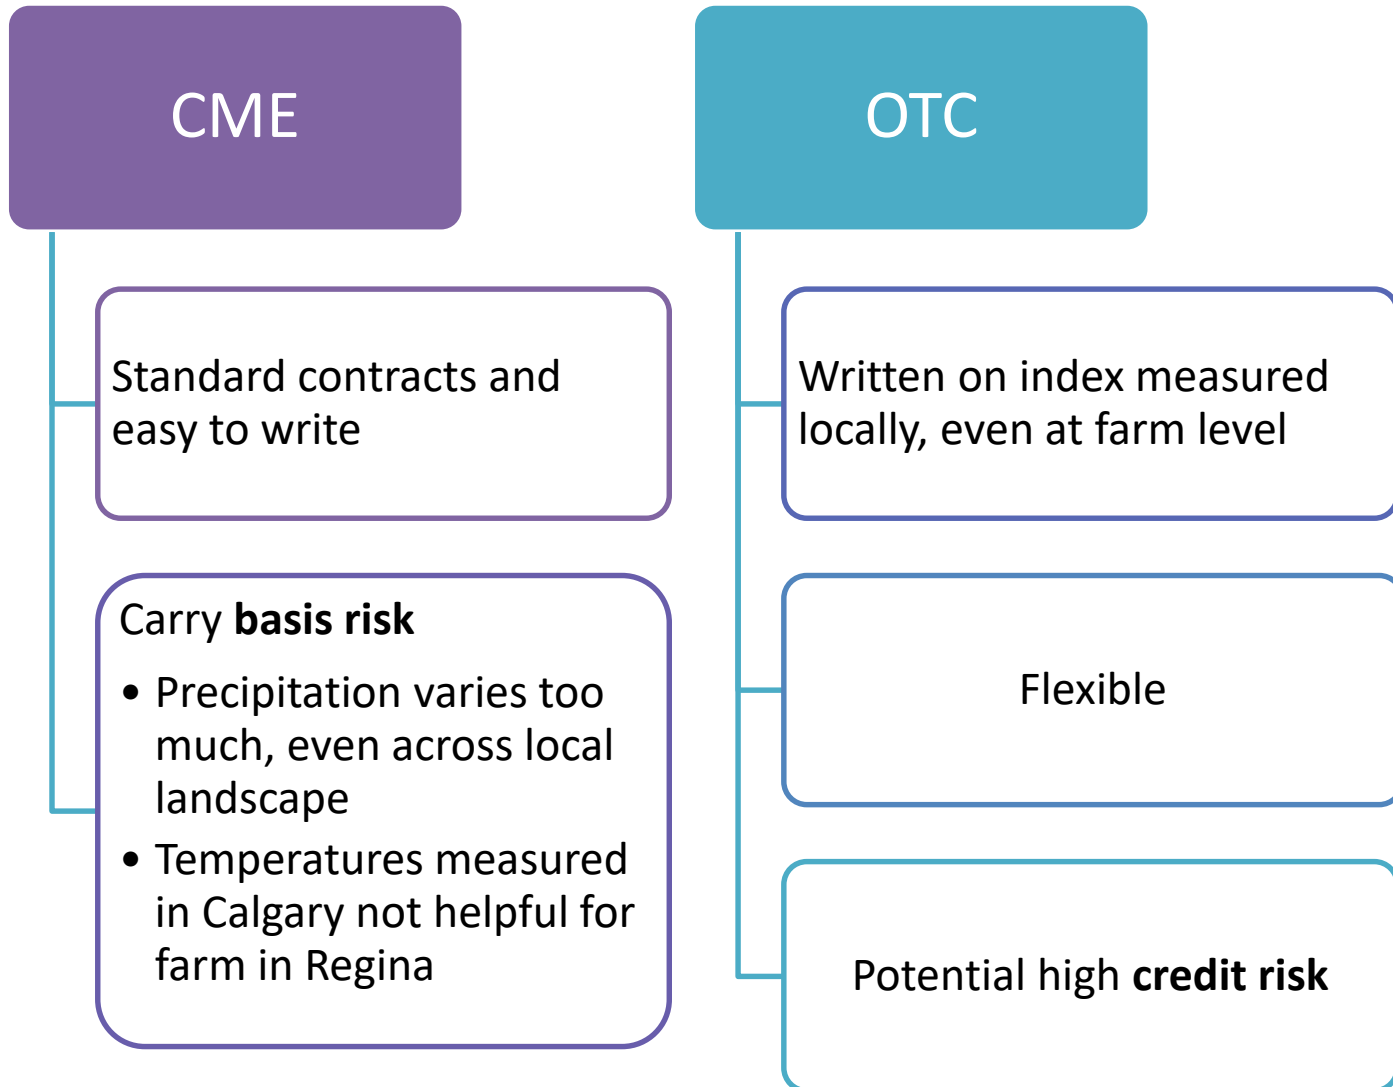 CME
Standard contracts and
easy to write
Carry basis risk
• Precipitation varies too
much, even across local
landscape
• Temperatures measured
in Calgary not helpful for
farm in Regina
OTC
Written on index measured
locally, even at farm level
Flexible
Potential high credit risk